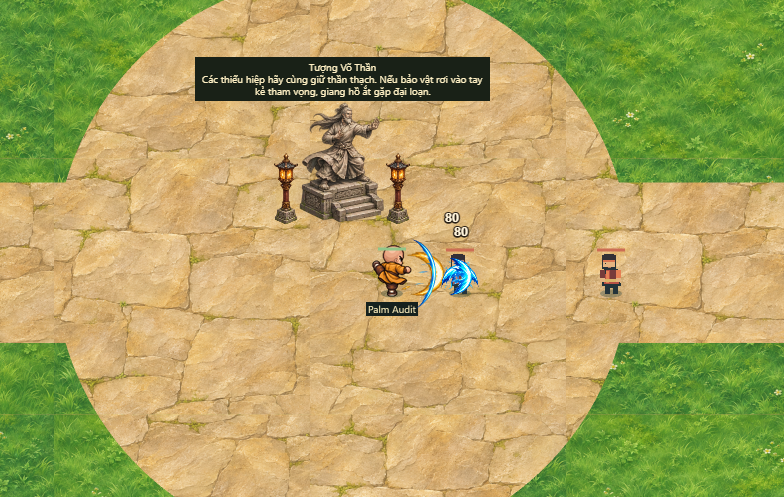 Tượng Võ Thần
Các thiếu hiệp hãy cùng giữ thần thạch. Nếu bảo vật rơi vào tay
kẻ tham vọng, giang hồ ắt gặp đại loạn.
80
80
Palm Audit